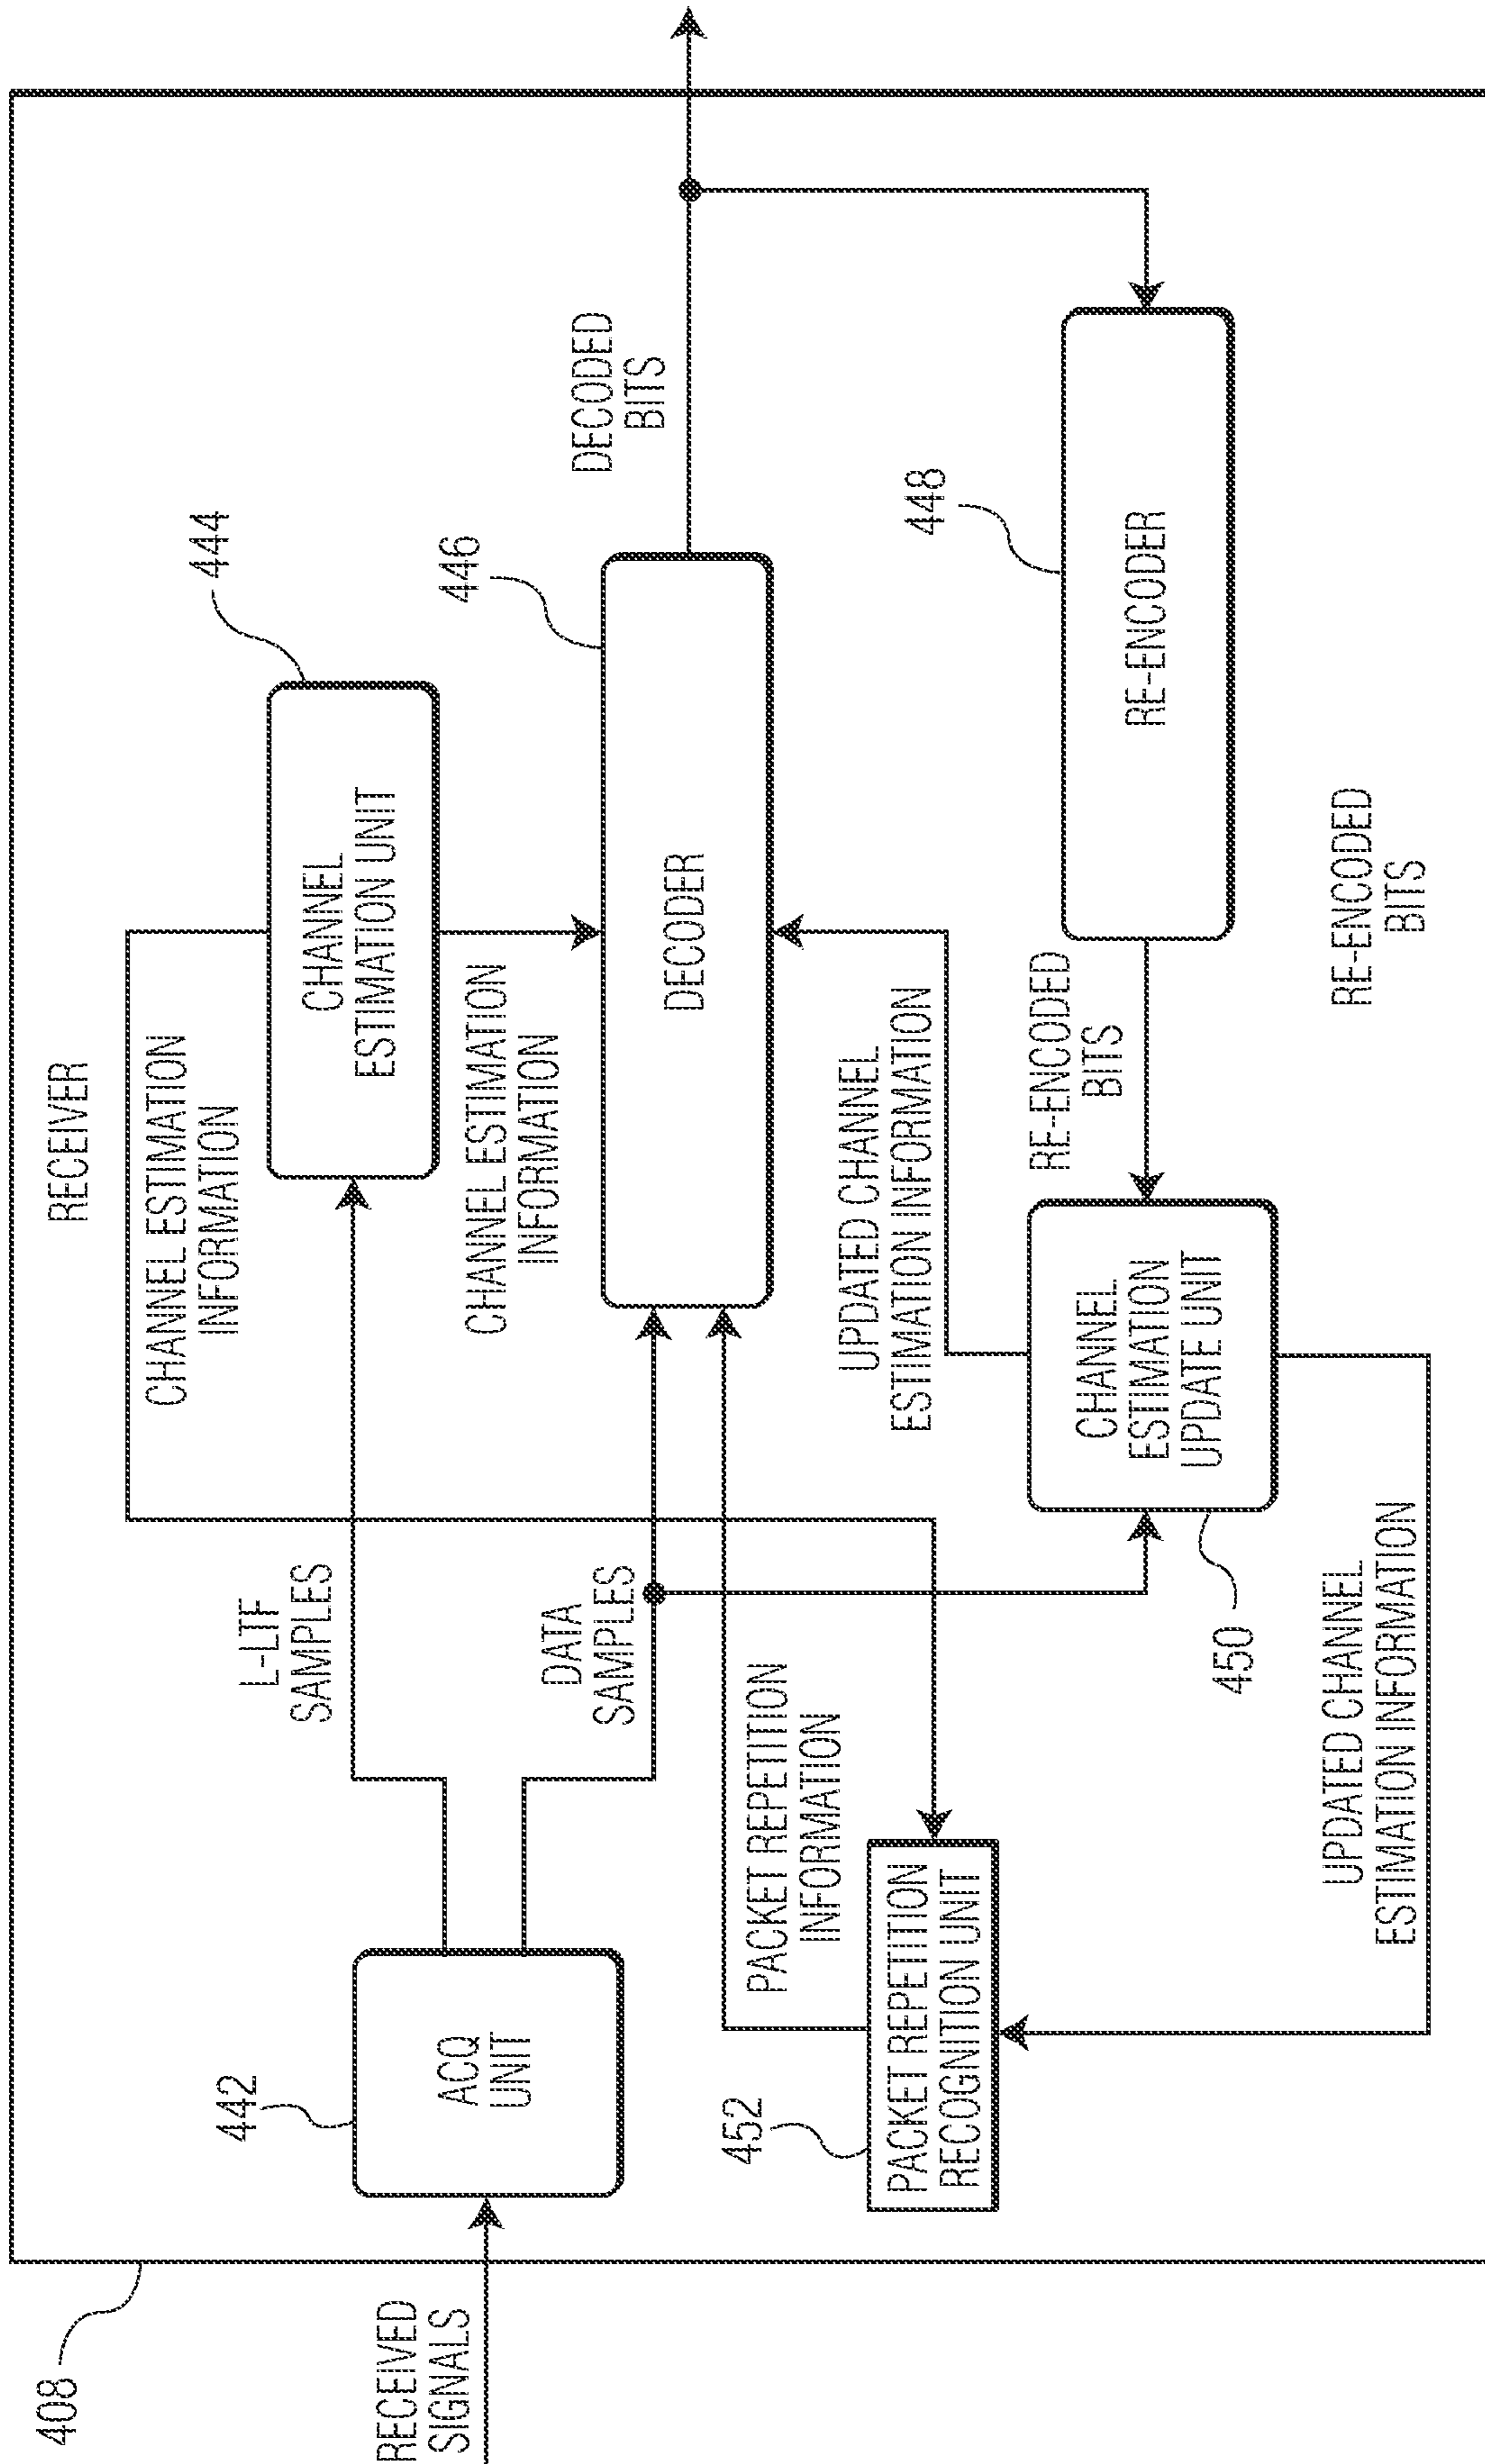 408
RECEIVER
RECEIVED
SIGNALS
442
ACQ
UNIT
L-LTF
SAMPLES
DATA
SAMPLES
CHANNEL ESTIMATION
INFORMATION
444
CHANNEL
ESTIMATION UNIT
CHANNEL ESTIMATION
INFORMATION
446
DECODER
DECODED
BITS
452
PACKET REPETITION
RECOGNITION UNIT
PACKET REPETITION
INFORMATION
UPDATED CHANNEL
ESTIMATION INFORMATION
448
RE-ENCODER
RE-ENCODED
BITS
450
CHANNEL
ESTIMATION
UPDATE UNIT
UPDATED CHANNEL
ESTIMATION INFORMATION
RE-ENCODED
BITS